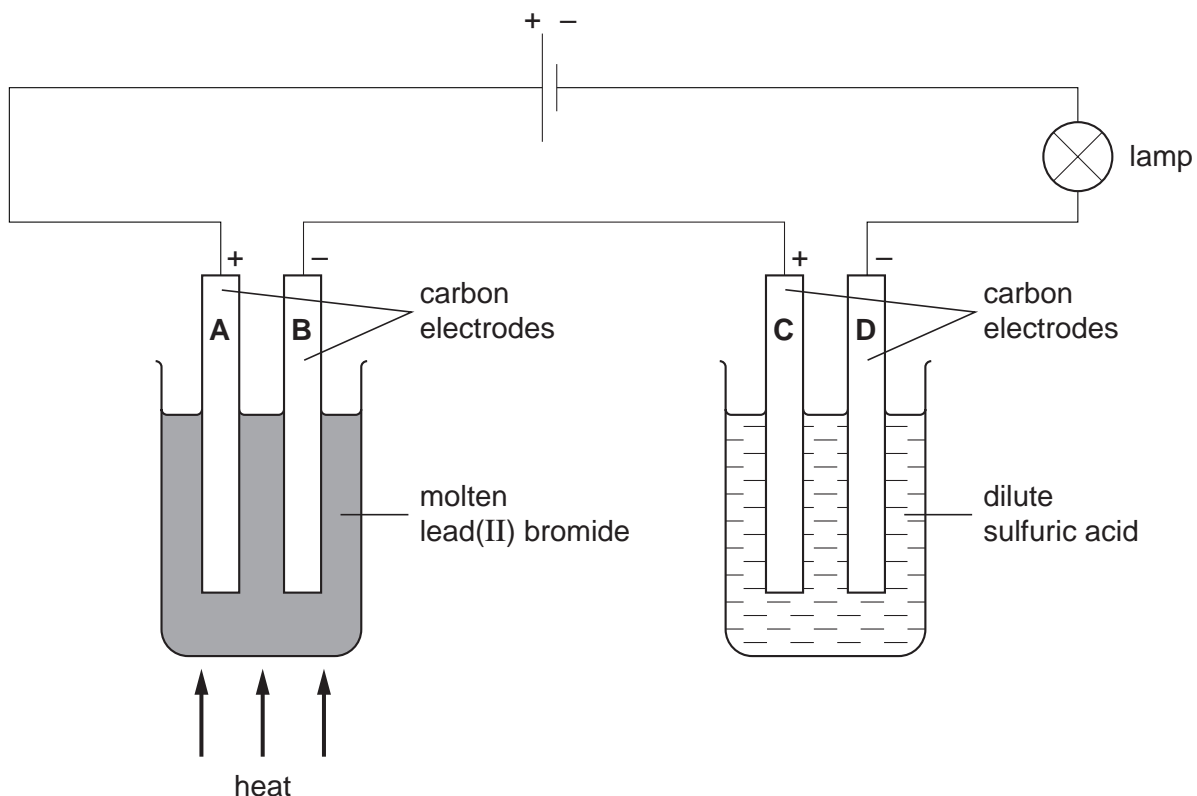 + –
lamp
+ – + –
carbon
electrodes
carbon
electrodes
A B C D
molten
lead(II) bromide
dilute
sulfuric acid
heat